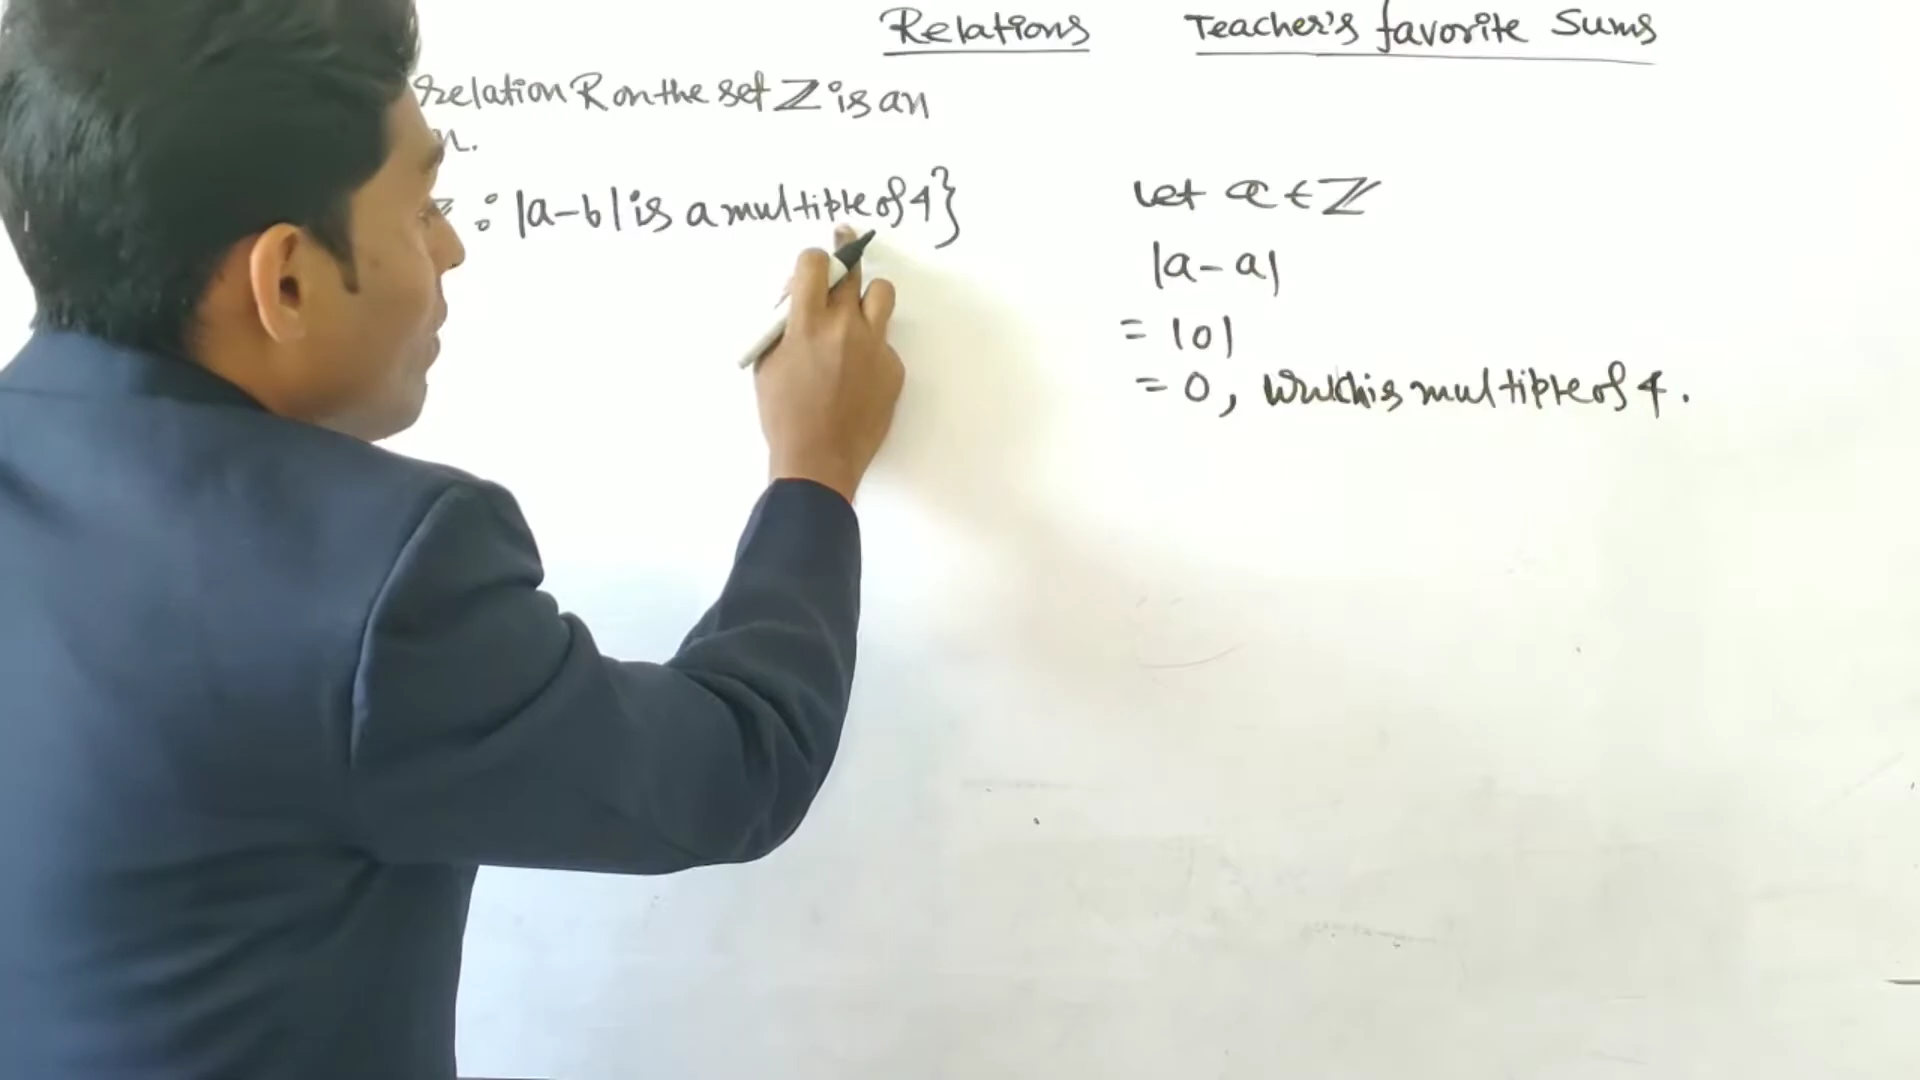 Relations Teacher's favorite Sums
relation R on the set ℤ is an
n.
: |a-b| is a multiple of 4}
Let a ∈ ℤ
|a - a|
= |0|
= 0, which is multiple of 4.